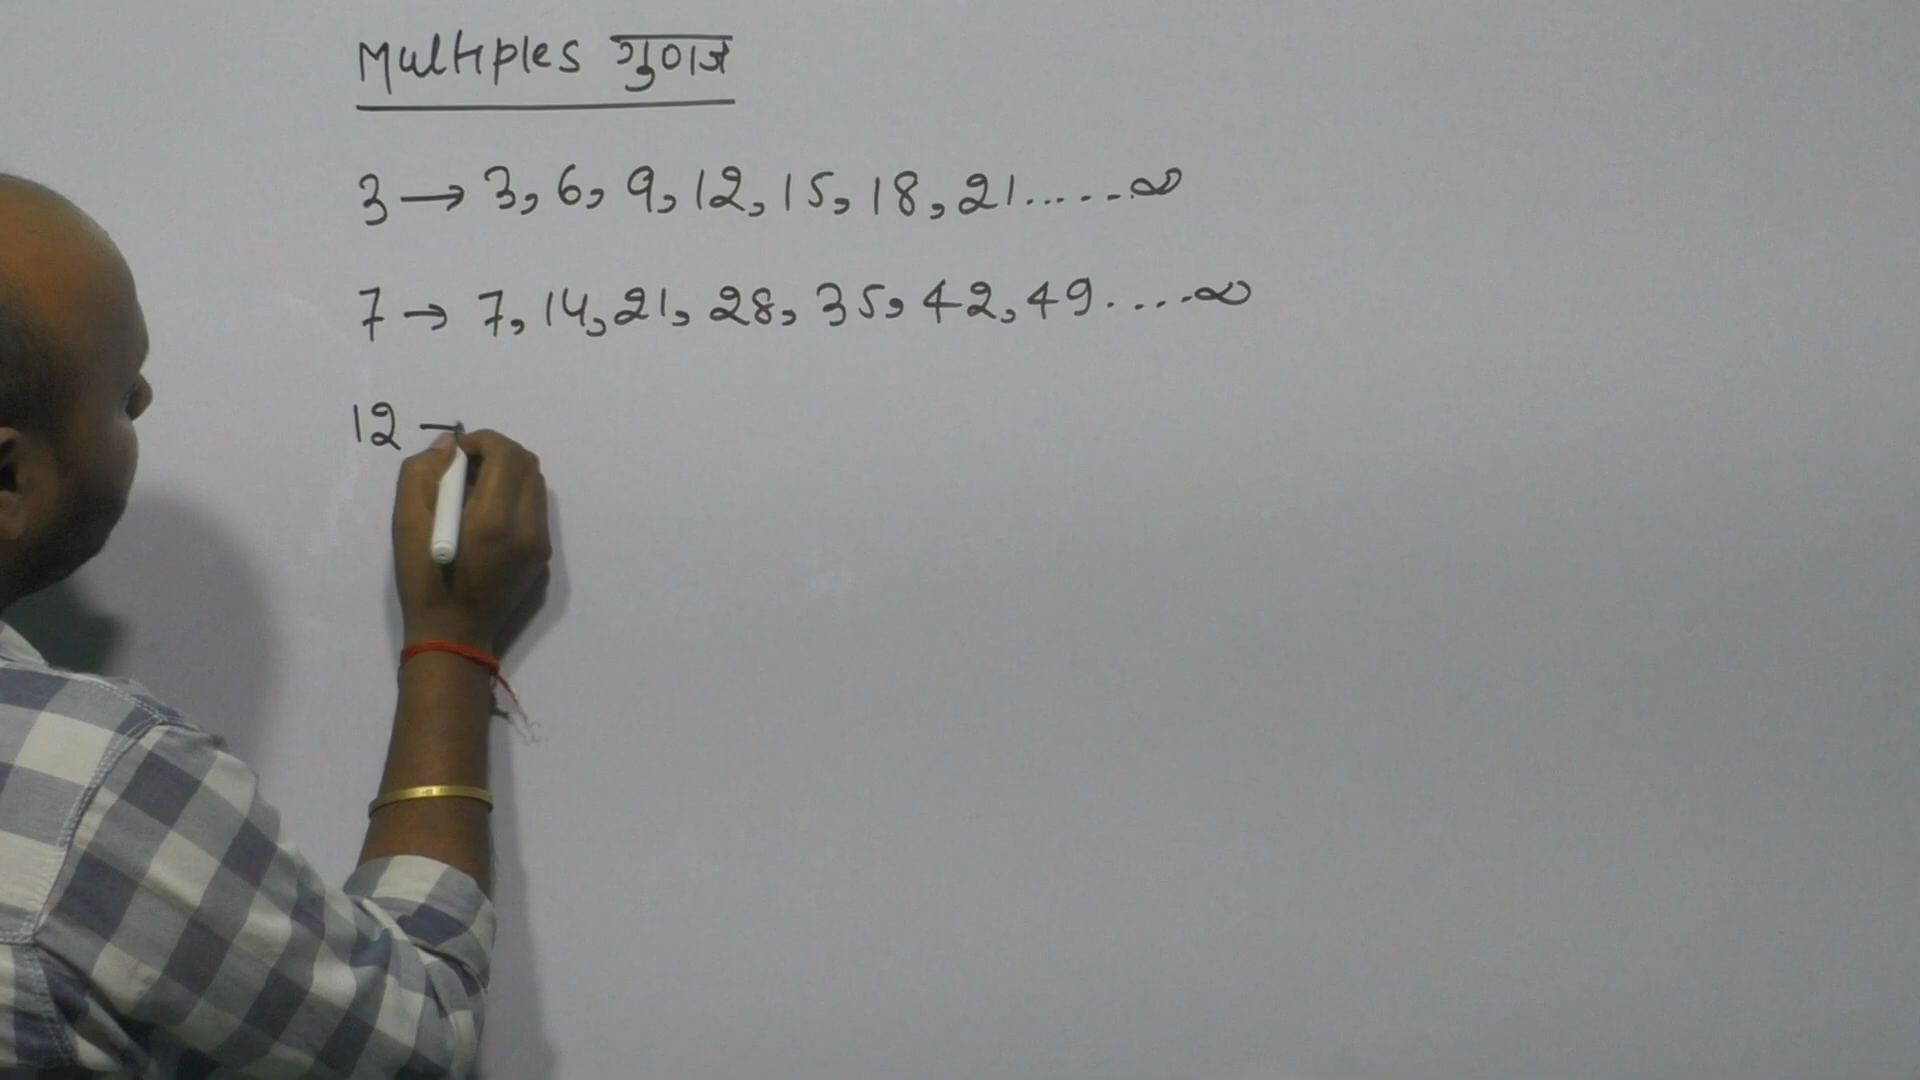 Multiples गुणज
3 → 3, 6, 9, 12, 15, 18, 21.....∞
7 → 7, 14, 21, 28, 35, 42, 49....∞
12 →